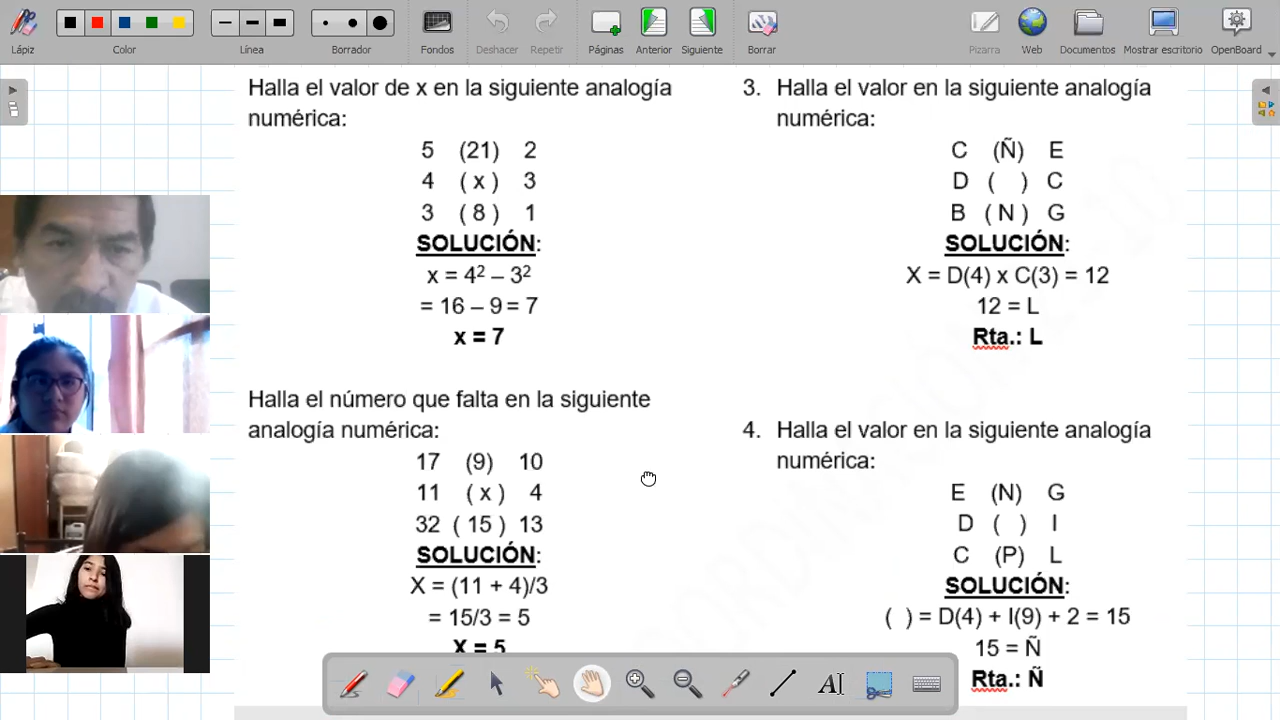 Lápiz
Color
Línea
Borrador
Fondos
Deshacer
Repetir
Páginas
Anterior
Siguiente
Borrar
Pizarra
Web
Documentos
Mostrar escritorio
OpenBoard
Halla el valor de x en la siguiente analogía
numérica:
5 (21) 2
4 ( x ) 3
3 ( 8 ) 1
SOLUCIÓN:
x = 4² – 3²
= 16 – 9 = 7
x = 7
Halla el número que falta en la siguiente
analogía numérica:
17 (9) 10
11 ( x ) 4
32 ( 15 ) 13
SOLUCIÓN:
X = (11 + 4)/3
= 15/3 = 5
X = 5
3. Halla el valor en la siguiente analogía
numérica:
C (Ñ) E
D ( ) C
B ( N ) G
SOLUCIÓN:
X = D(4) x C(3) = 12
12 = L
Rta.: L
4. Halla el valor en la siguiente analogía
numérica:
E (N) G
D ( ) I
C (P) L
SOLUCIÓN:
( ) = D(4) + I(9) + 2 = 15
15 = Ñ
Rta.: Ñ